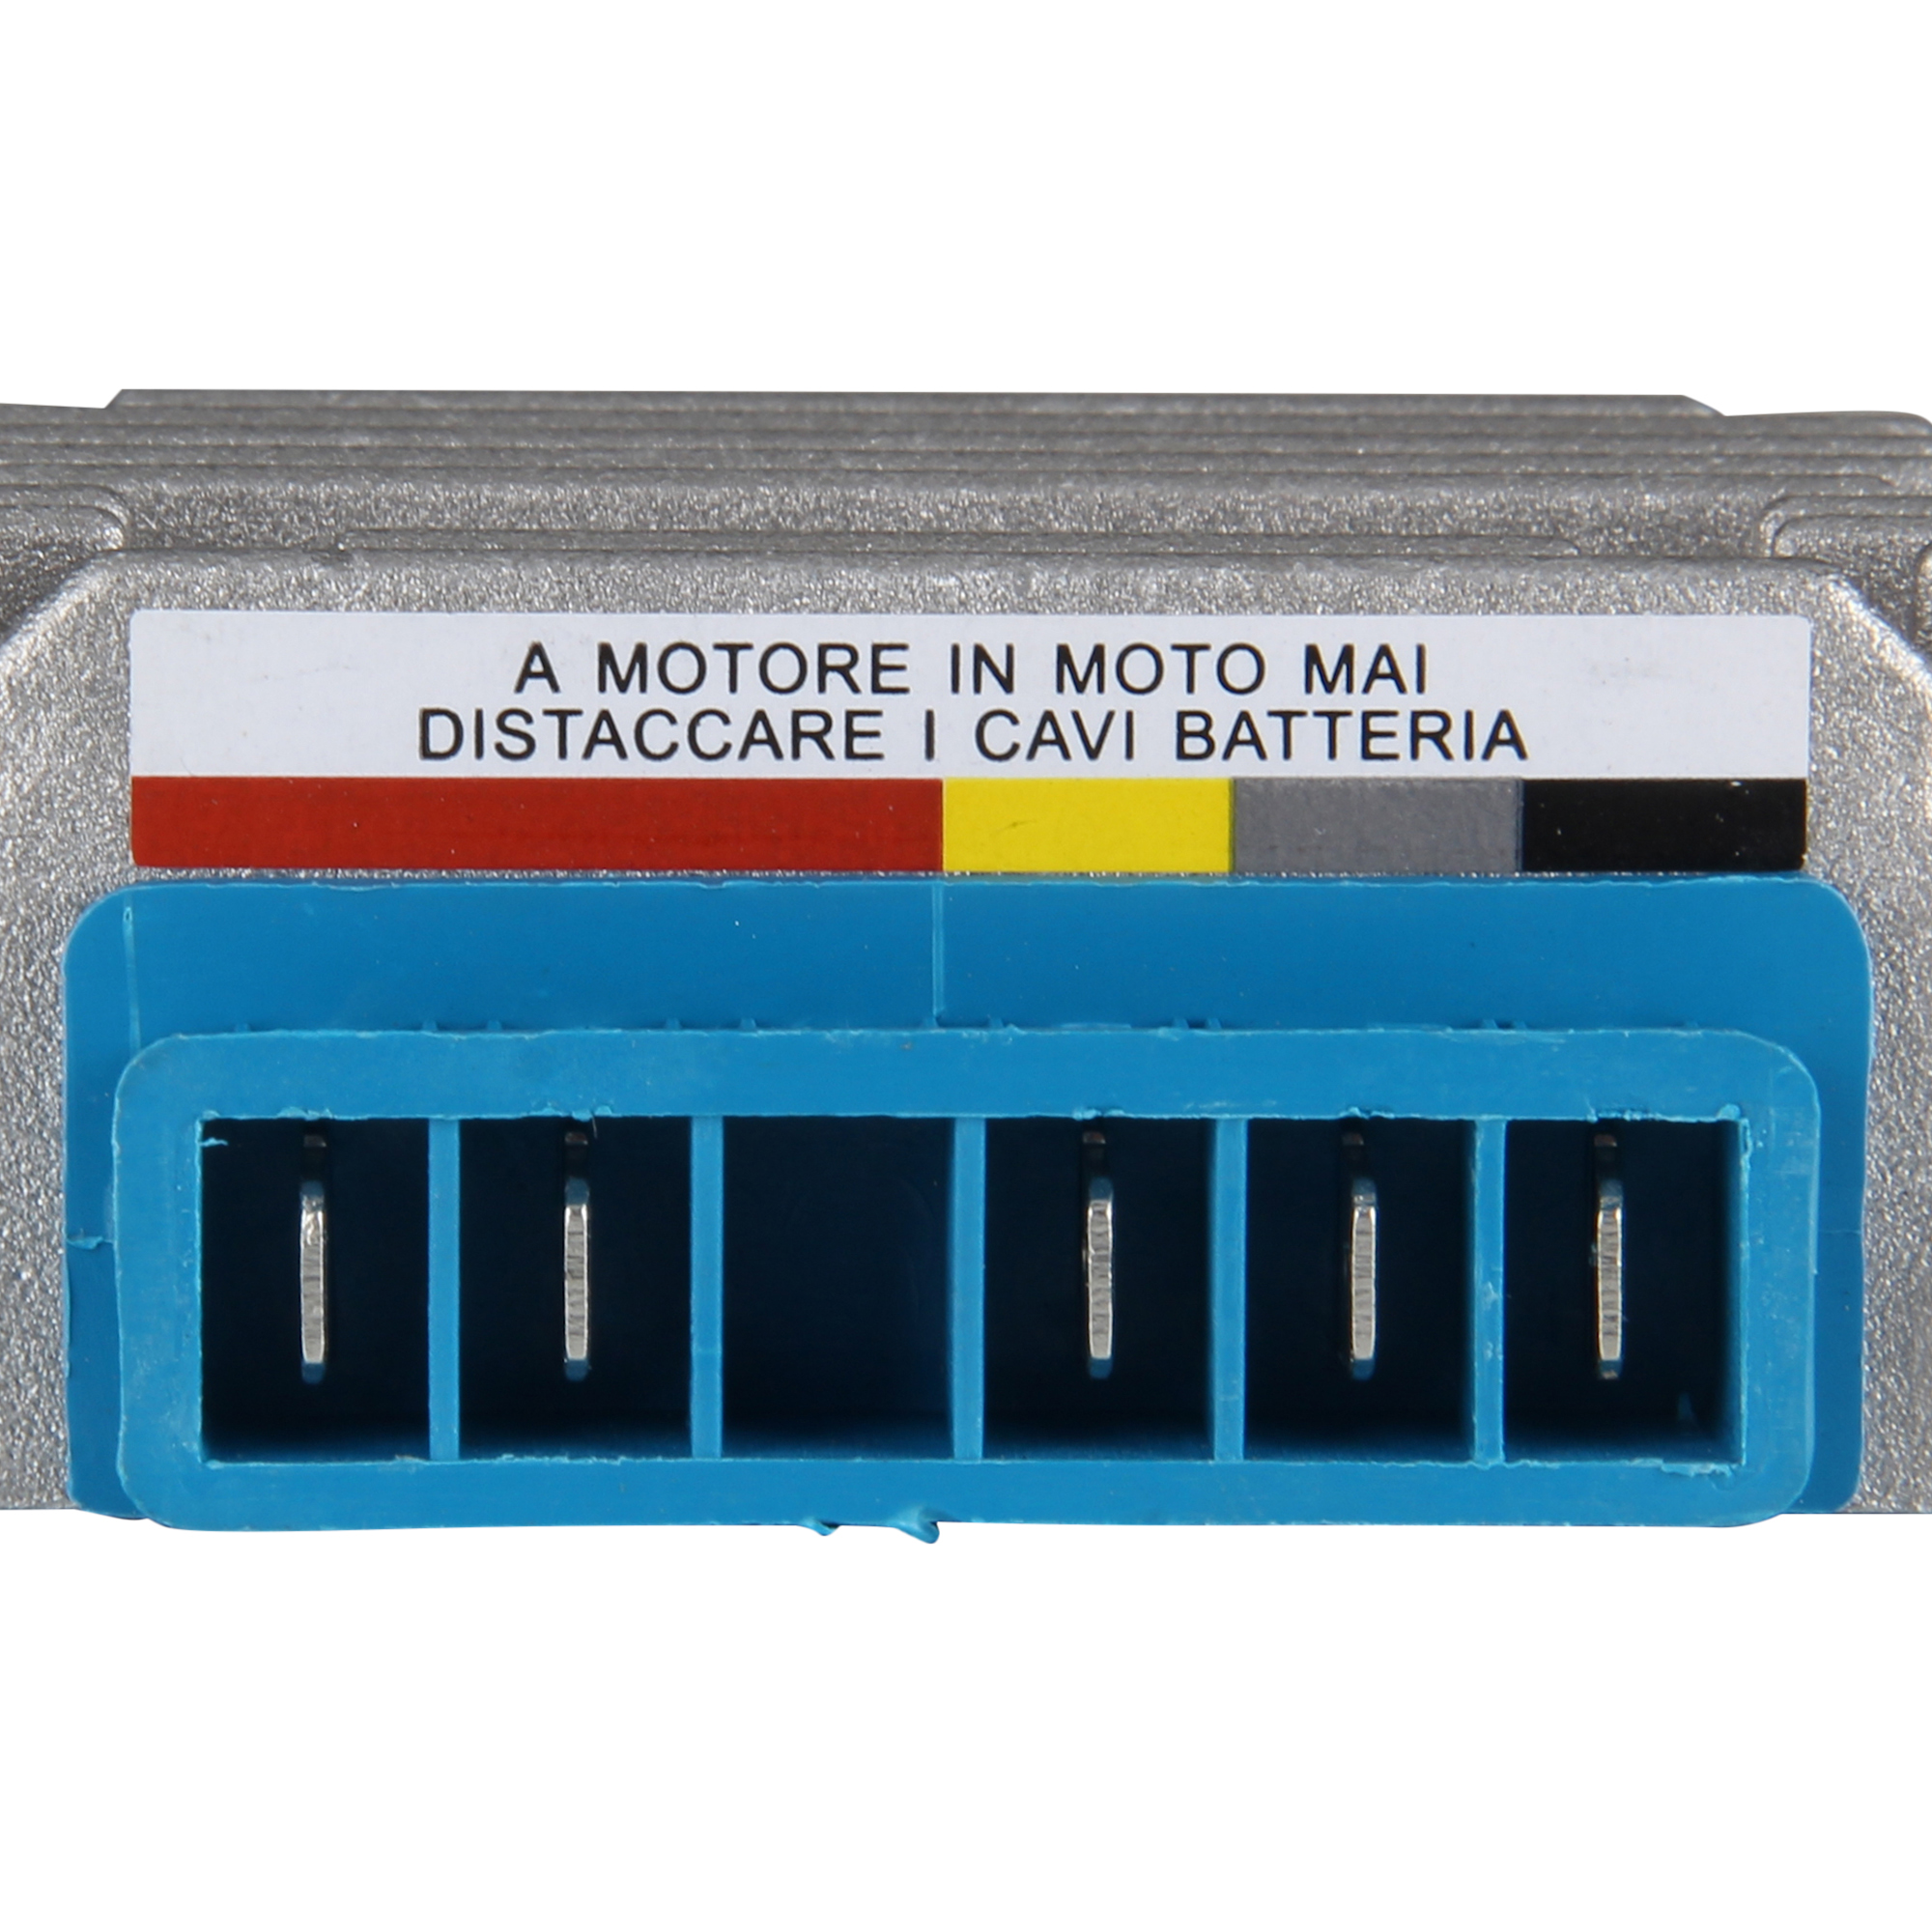 A MOTORE IN MOTO MAI
DISTACCARE I CAVI BATTERIA